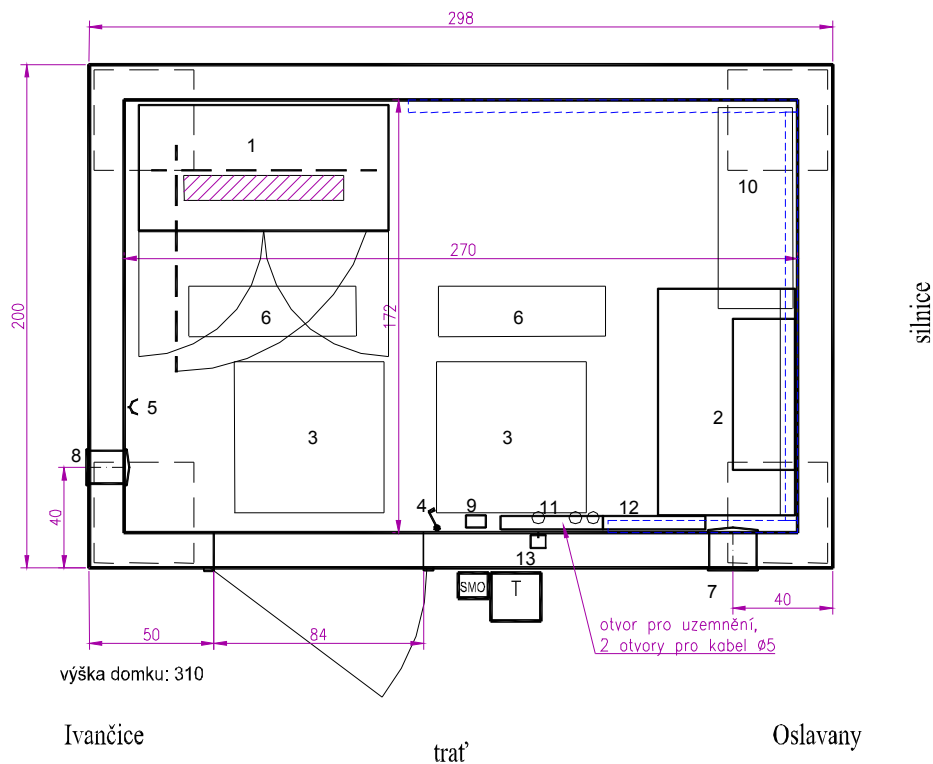 298
1
10
200
270
172
6
6
silnice
5
2
3
3
8
4
9
11
12
40
13
7
SMO
T
40
50
84
otvor pro uzemnění,
2 otvory pro kabel ø5
výška domku: 310
Ivančice
Oslavany
trať